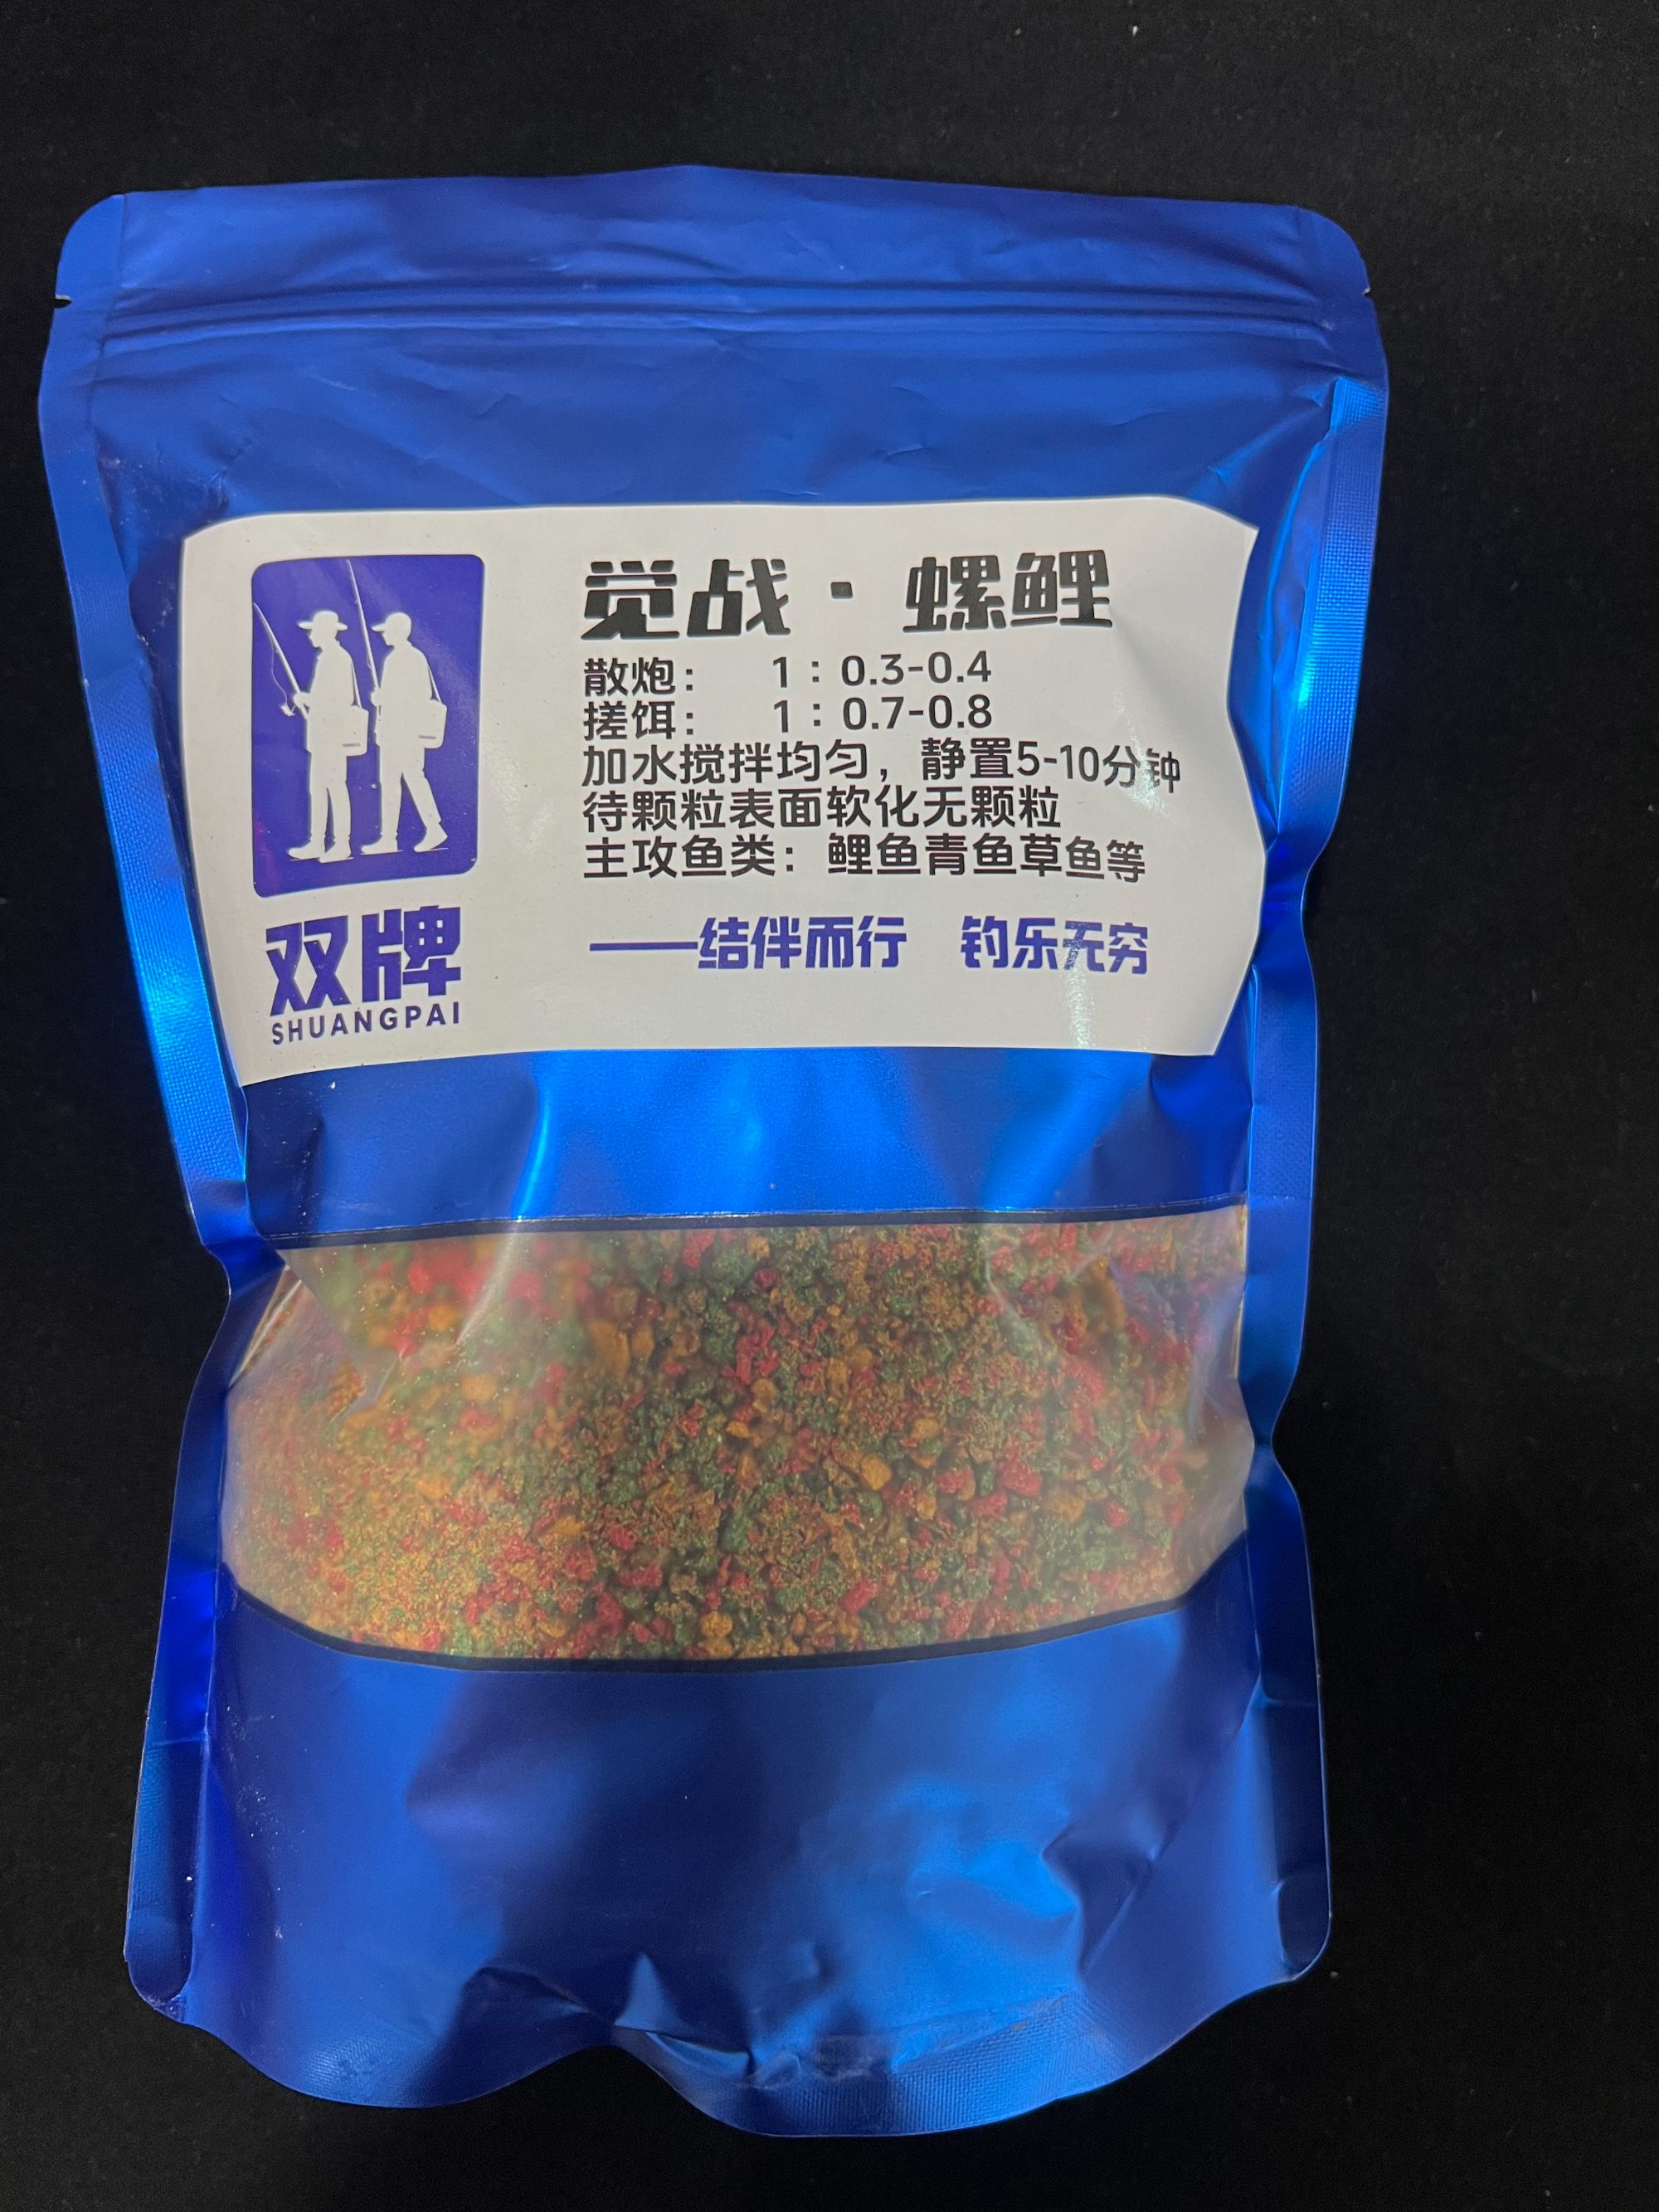 觉战·螺鲤
散炮： 1：0.3-0.4
搓饵： 1：0.7-0.8
加水搅拌均匀，静置5-10分钟
待颗粒表面软化无颗粒
主攻鱼类：鲤鱼青鱼草鱼等
——结伴而行 钓乐无穷
双牌
SHUANGPAI